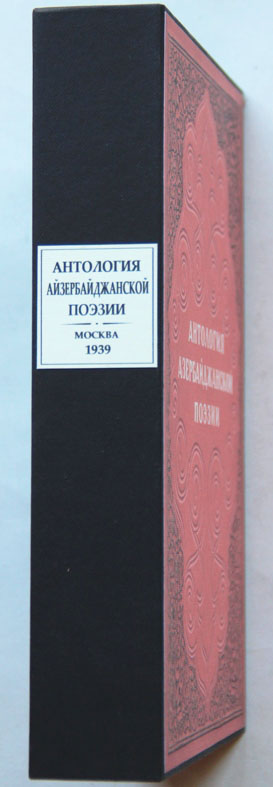 АНТОЛОГИЯ
АЙЗЕРБАЙДЖАНСКОЙ
ПОЭЗИИ
МОСКВА
1939
АНТОЛОГИЯ
АЗЕРБАЙДЖАНСКОЙ
ПОЭЗИИ